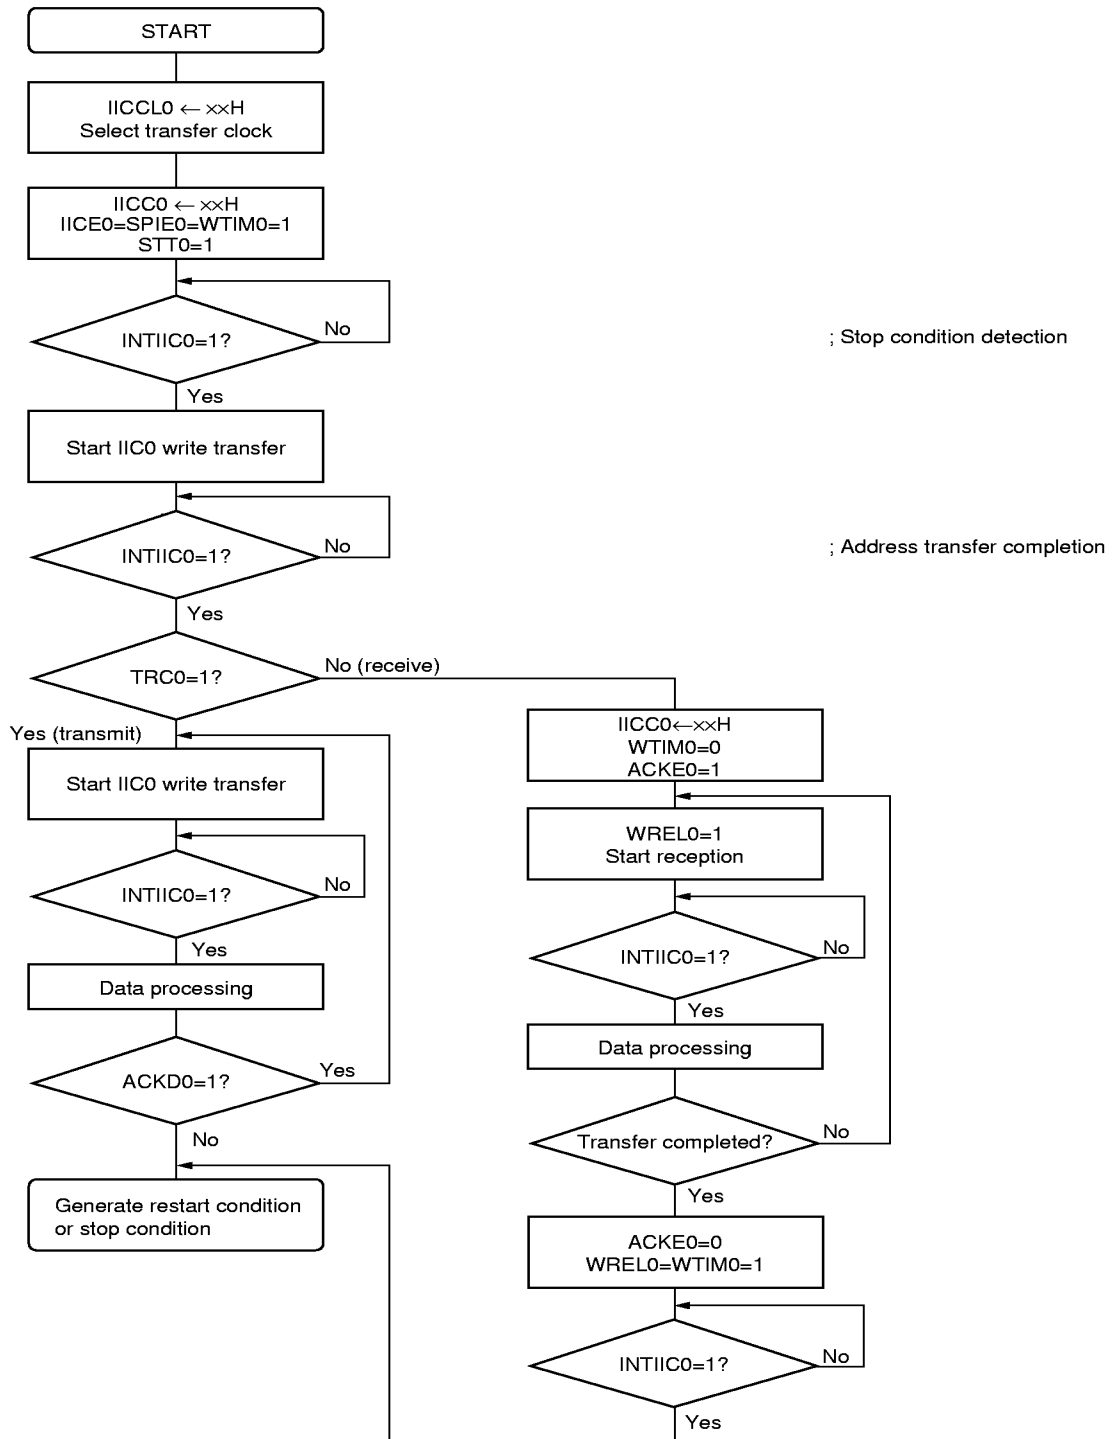 START
IICCL0 ← ××H
Select transfer clock
IICC0 ← ××H
IICE0=SPIE0=WTIM0=1
STT0=1
INTIIC0=1?
No
; Stop condition detection
Yes
Start IIC0 write transfer
INTIIC0=1?
No
; Address transfer completion
Yes
TRC0=1?
No (receive)
Yes (transmit)
Start IIC0 write transfer
INTIIC0=1?
No
Yes
Data processing
ACKD0=1?
Yes
No
Generate restart condition
or stop condition
IICC0←××H
WTIM0=0
ACKE0=1
WREL0=1
Start reception
INTIIC0=1?
No
Yes
Data processing
Transfer completed?
No
Yes
ACKE0=0
WREL0=WTIM0=1
INTIIC0=1?
No
Yes